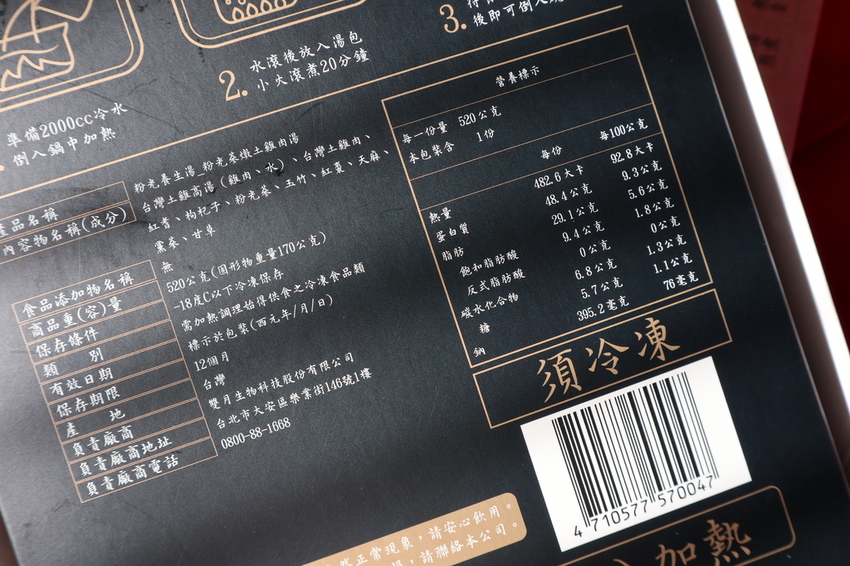 準備2000cc冷水
倒入鍋中加熱
2. 水滾後放入湯包
小火滾煮20分鐘
3.
後即可倒入
產品名稱
粉光養生湯_粉光蔘燉土雞肉湯
內容物名稱(成分)
台灣土雞高湯(雞肉、水)、台灣土雞肉、
紅耆、枸杞子、粉光蔘、玉竹、紅棗、天麻、
黨蔘、甘草
食品添加物名稱
無
商品重(容)量
520公克(固形物重量170公克)
保存條件
-18度C以下冷凍保存
類 別
需加熱調理始得供食之冷凍食品類
有效日期
標示於包裝(西元年/月/日)
保存期限
12個月
產 地
台灣
負責廠商
雙月生物科技股份有限公司
負責廠商地址
台北市大安區樂業街146號1樓
負責廠商電話
0800-88-1668
營養標示
每一份量 520公克
本包裝含 1份
每份 每100公克
熱量 482.6大卡 92.8大卡
蛋白質 48.4公克 9.3公克
脂肪 29.1公克 5.6公克
飽和脂肪酸 9.4公克 1.8公克
反式脂肪酸 0公克 0公克
碳水化合物 6.8公克 1.3公克
糖 5.7公克 1.1公克
鈉 395.2毫克 76毫克
須冷凍
4 710577 570047
正常現象,請安心飲用。
,請聯絡本公司。
加熱